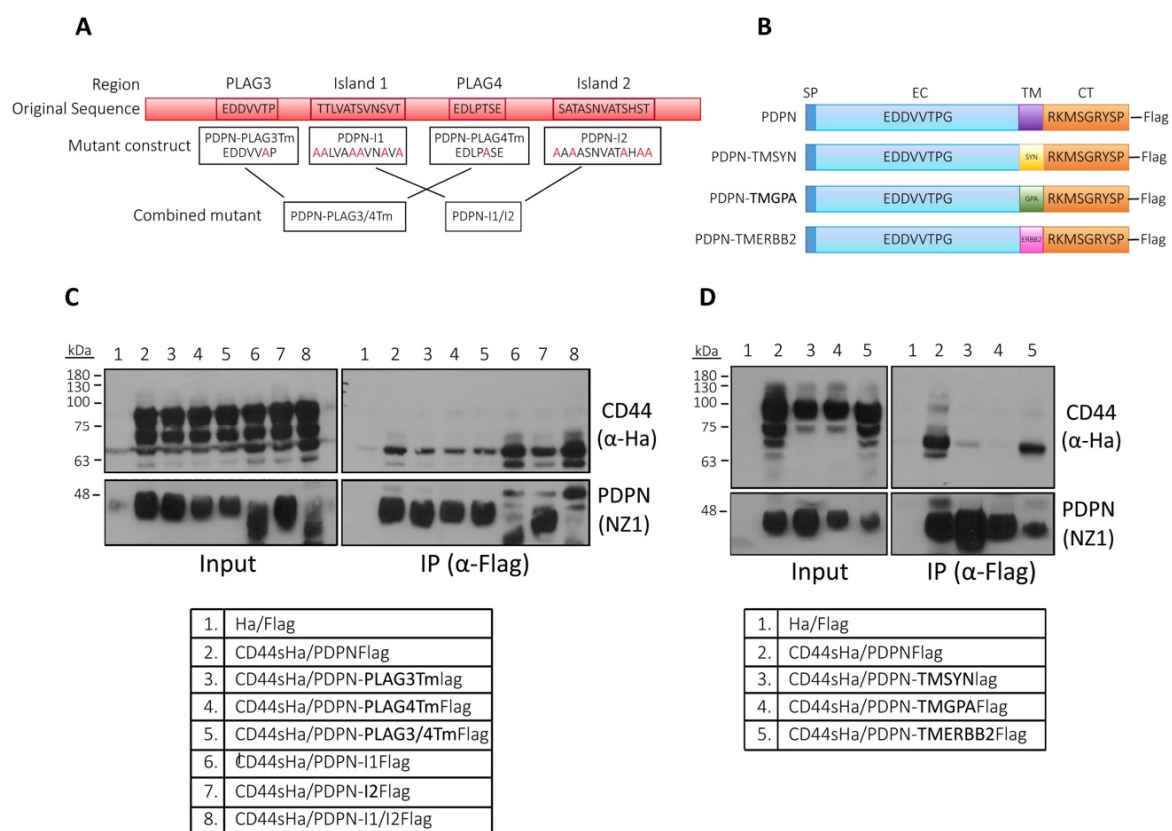 A
Region PLAG3 Island 1 PLAG4 Island 2
Original Sequence EDDVVTP TTLVATSVNSVT EDLPTSE SATASNVATSHST
Mutant construct PDPN-PLAG3Tm PDPN-I1 PDPN-PLAG4Tm PDPN-I2
EDDVVAP AALVAAAVNAVA EDLPASE AAAASNVATAHAA
Combined mutant PDPN-PLAG3/4Tm PDPN-I1/I2
B
SP EC TM CT
PDPN EDDVVTPG RKMSGRYSP Flag
PDPN-TMSYN SYN RKMSGRYSP Flag
PDPN-TMGPA EDDVVTPG GPA RKMSGRYSP Flag
PDPN-TMERBB2 EDDVVTPG ERBB2 RKMSGRYSP Flag
C
kDa 1 2 3 4 5 6 7 8 1 2 3 4 5 6 7 8
180
130
100
75
63
48
CD44
(α-Ha)
PDPN
(NZ1)
Input IP (α-Flag)
1. Ha/Flag
2. CD44sHa/PDPNFlag
3. CD44sHa/PDPN-PLAG3Tmlag
4. CD44sHa/PDPN-PLAG4TmFlag
5. CD44sHa/PDPN-PLAG3/4TmFlag
6. CD44sHa/PDPN-I1Flag
7. CD44sHa/PDPN-I2Flag
8. CD44sHa/PDPN-I1/I2Flag
D
kDa 1 2 3 4 5 1 2 3 4 5
180
130
100
75
63
48
CD44
(α-Ha)
PDPN
(NZ1)
Input IP (α-Flag)
1. Ha/Flag
2. CD44sHa/PDPNFlag
3. CD44sHa/PDPN-TMSYNlag
4. CD44sHa/PDPN-TMGPAFlag
5. CD44sHa/PDPN-TMERBB2Flag